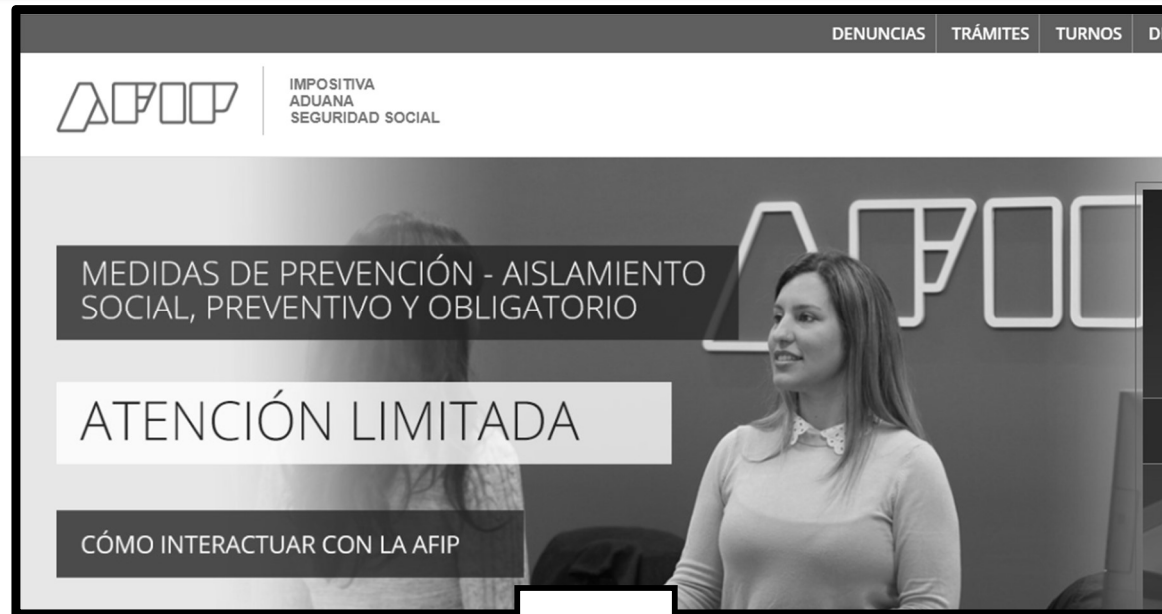 DENUNCIAS TRÁMITES TURNOS
AFIP
IMPOSITIVA
ADUANA
SEGURIDAD SOCIAL
AFIP
MEDIDAS DE PREVENCIÓN - AISLAMIENTO
SOCIAL, PREVENTIVO Y OBLIGATORIO
ATENCIÓN LIMITADA
CÓMO INTERACTUAR CON LA AFIP